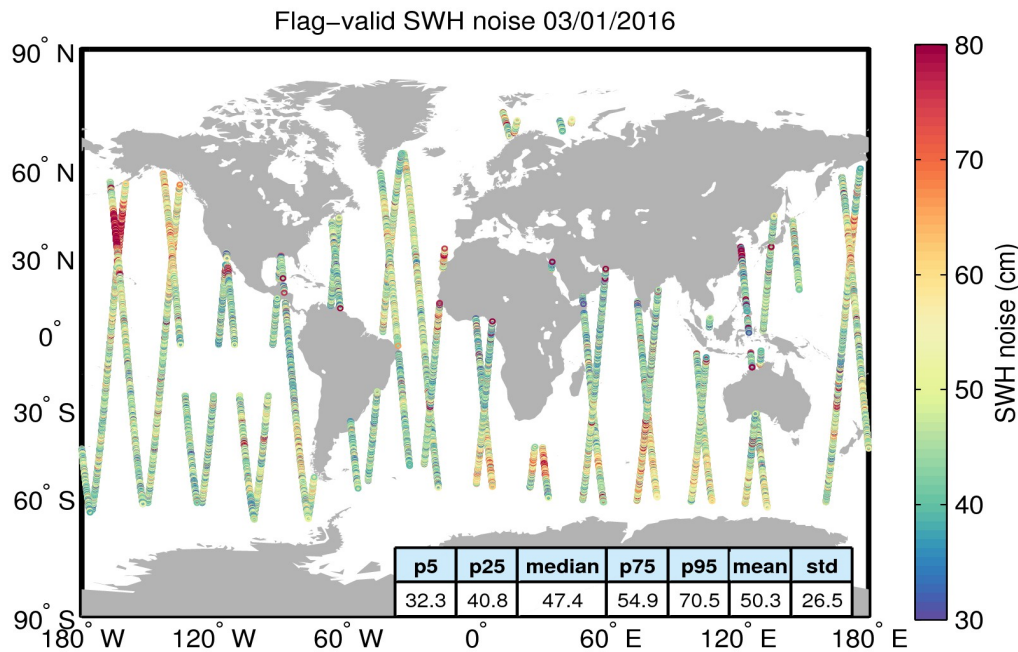 Flag−valid SWH noise 03/01/2016
90° N
60° N
30° N
0°
30° S
60° S
90° S
180° W
120° W
60° W
0°
60° E
120° E
180° E
p5 p25 median p75 p95 mean std
32.3 40.8 47.4 54.9 70.5 50.3 26.5
80
70
60
50
40
30
SWH noise (cm)